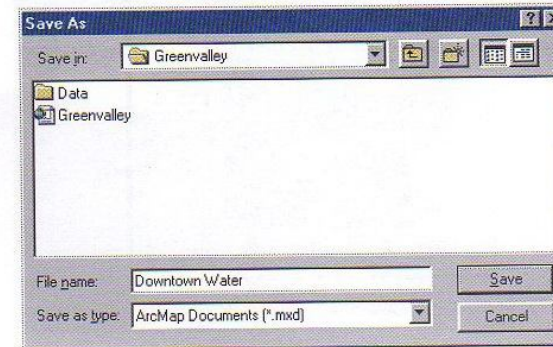 Save As
Save in: Greenvalley
Data
Greenvalley
File name: Downtown Water Save
Save as type: ArcMap Documents (*.mxd) Cancel